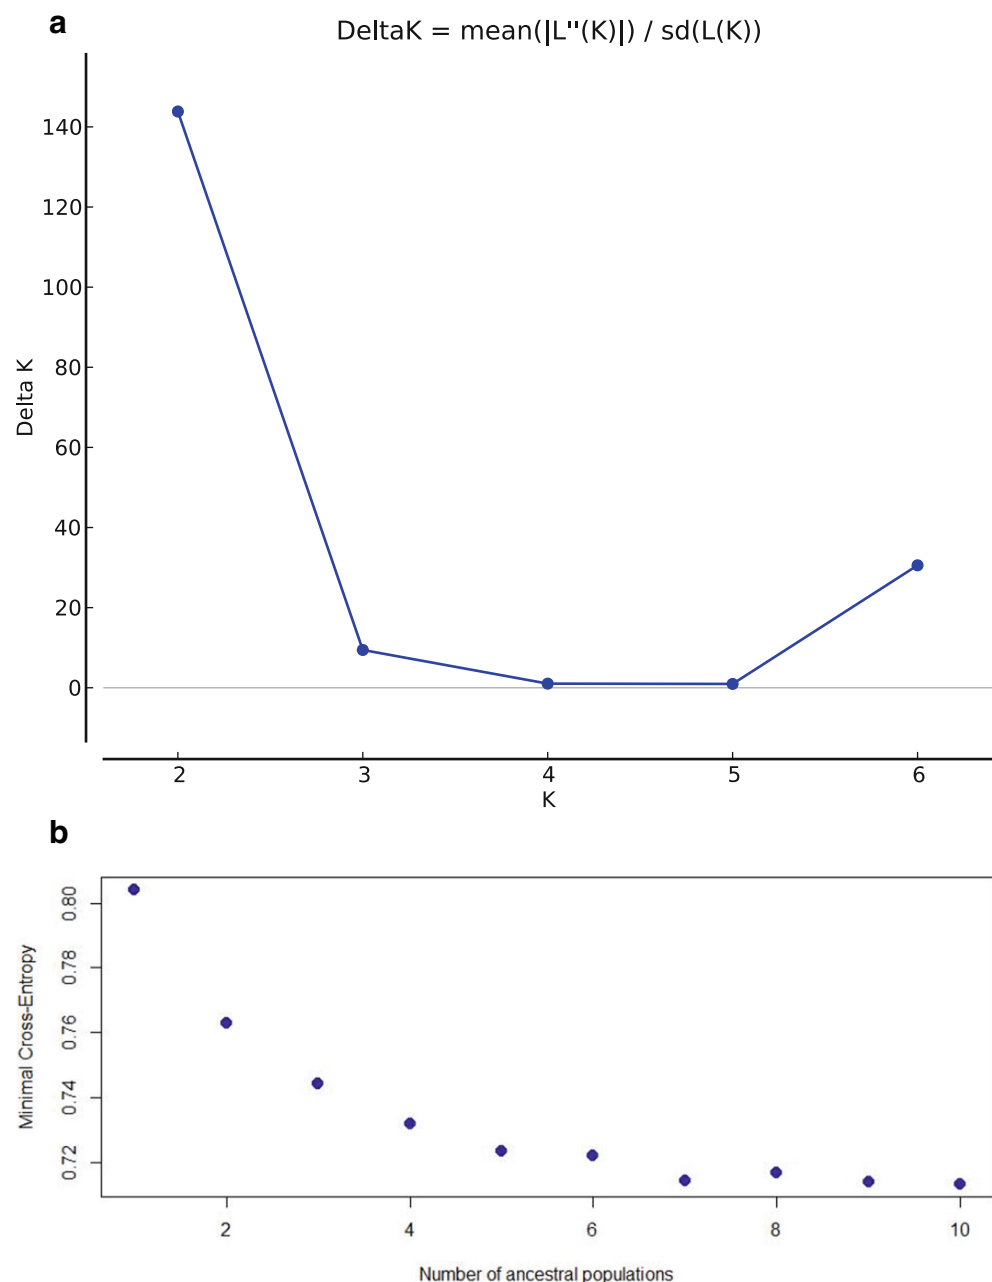 a
DeltaK = mean(|L"(K)|) / sd(L(K))
140
120
100
80
60
40
20
0
Delta K
2 3 4 5 6
K
b
0.80
0.78
0.76
0.74
0.72
Minimal Cross-Entropy
2 4 6 8 10
Number of ancestral populations